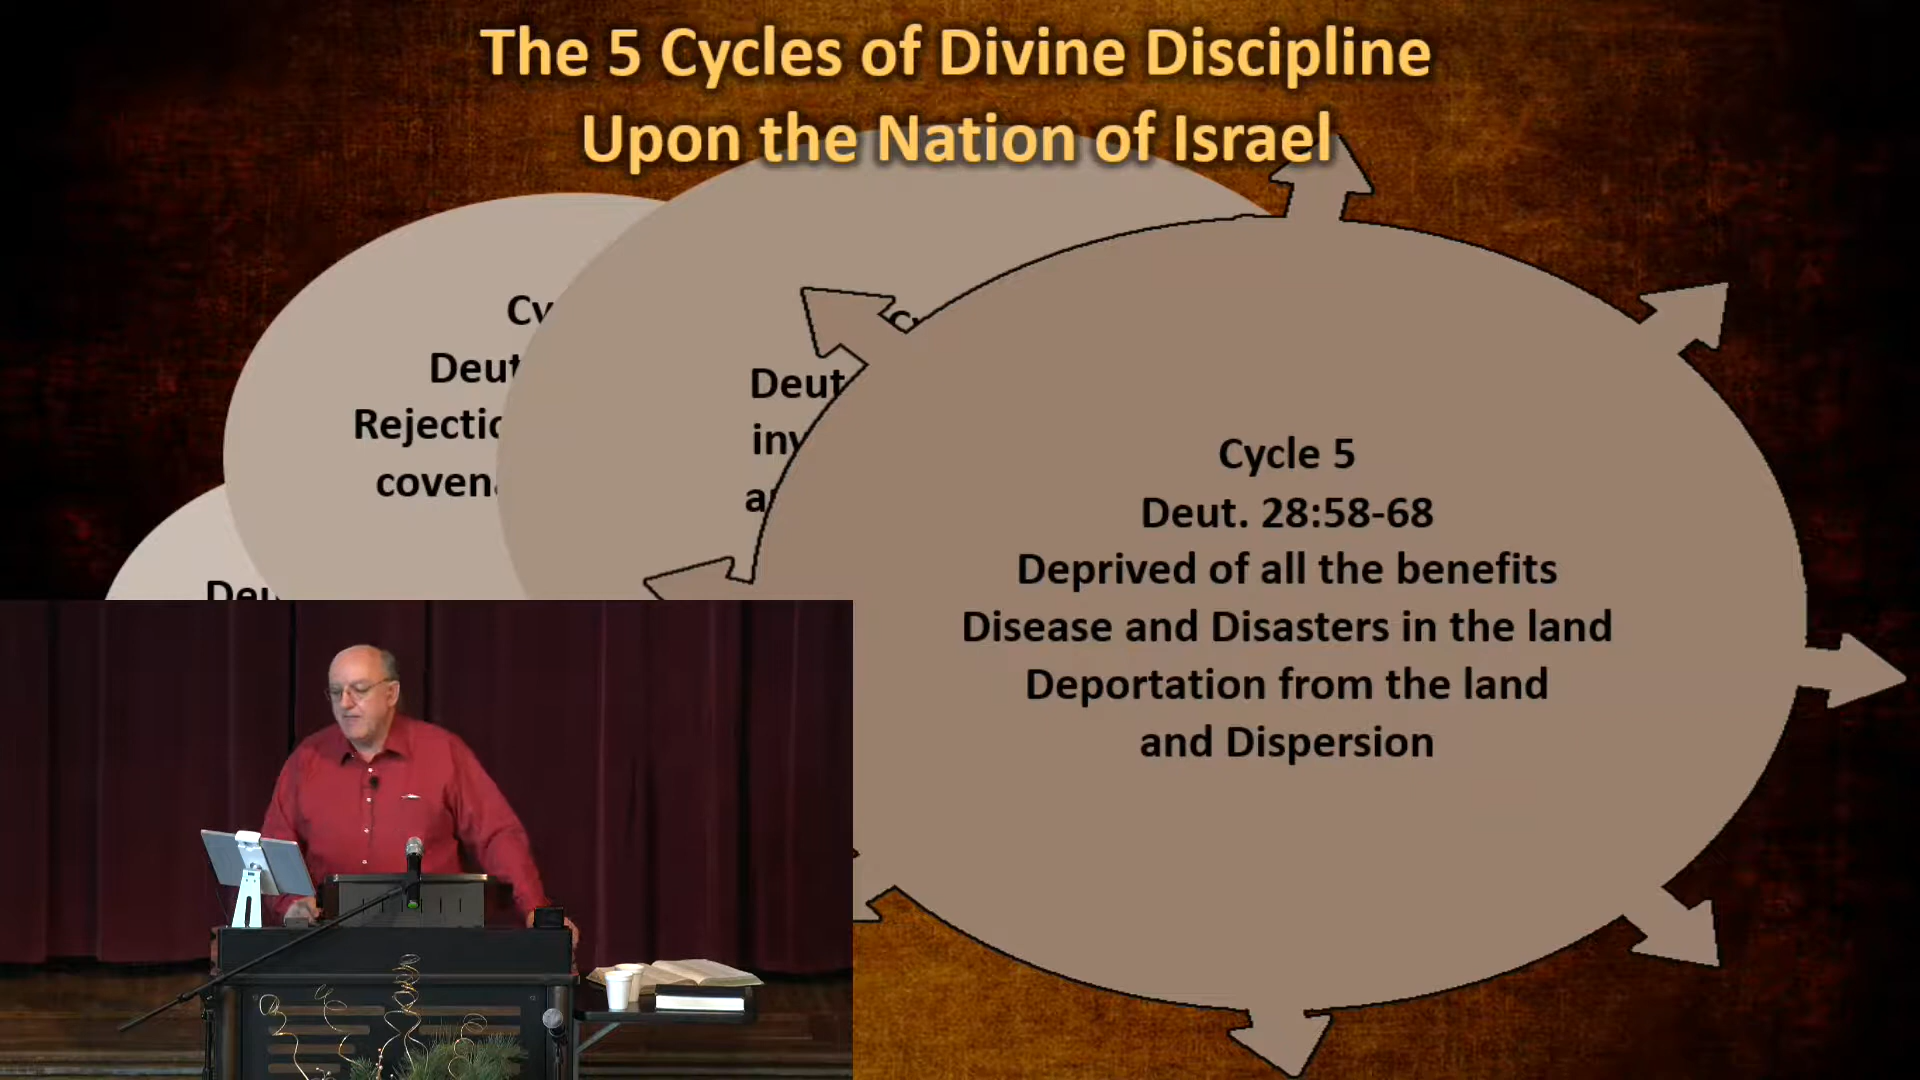 The 5 Cycles of Divine Discipline
Upon the Nation of Israel
Deut
Cycle 5
Deut. 28:58-68
Deprived of all the benefits
Disease and Disasters in the land
Deportation from the land
and Dispersion